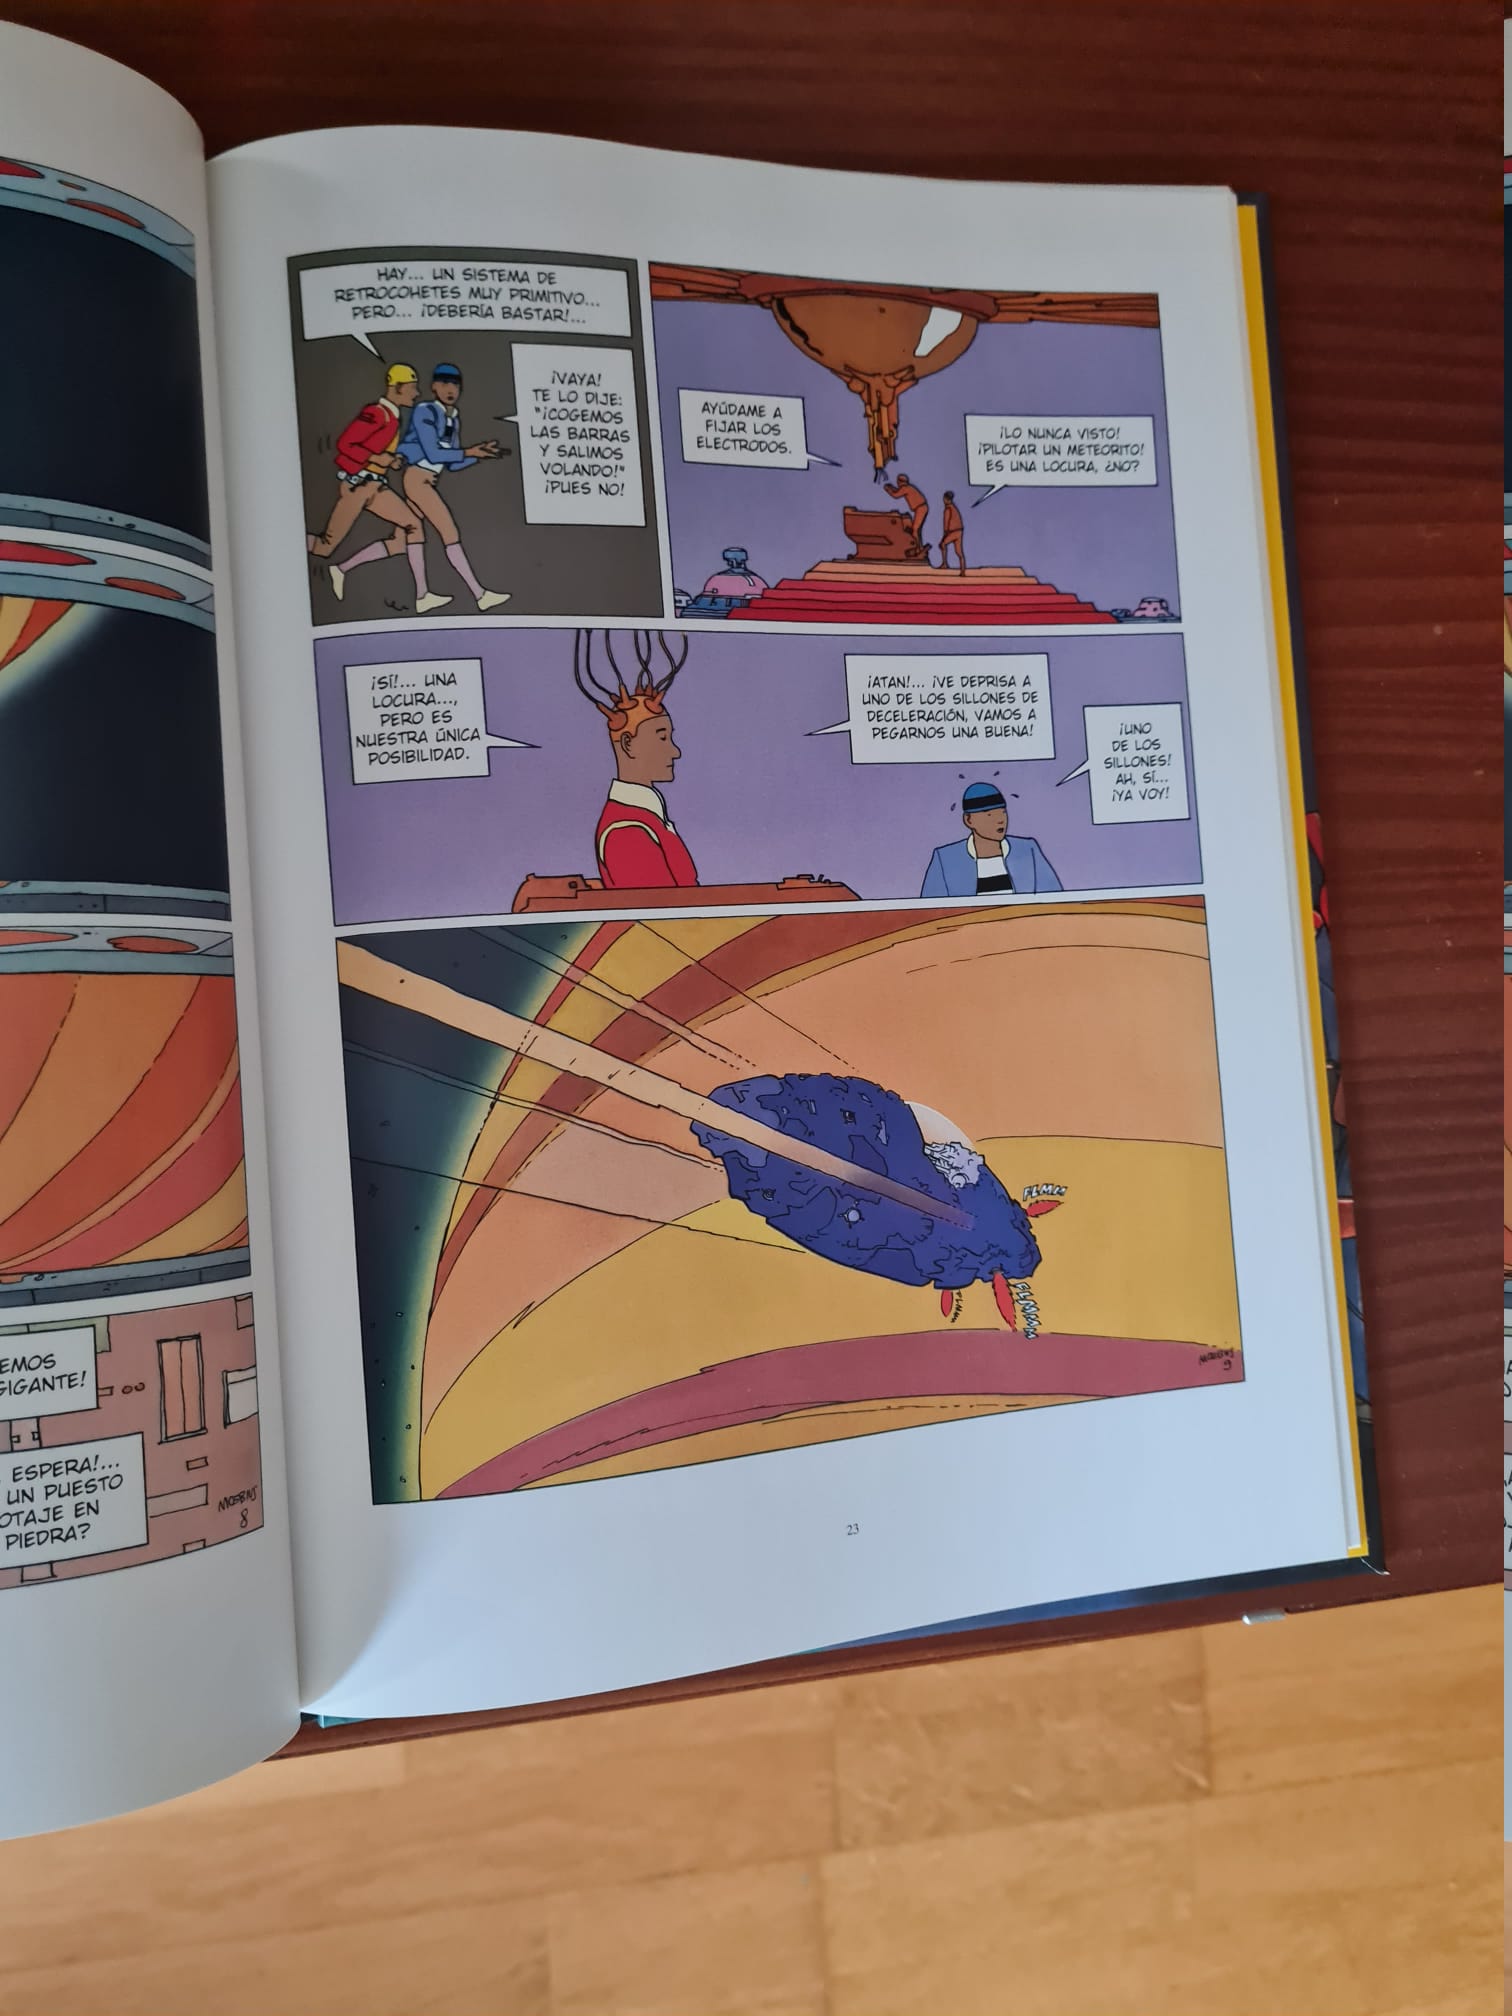 EMOS
GIGANTE!
ESPERA!...
UN PUESTO
OTAJE EN
PIEDRA?
MOEBIUS
8
HAY... UN SISTEMA DE
RETROCOHETES MUY PRIMITIVO...
PERO... ¡DEBERÍA BASTAR!...
¡VAYA!
TE LO DIJE:
"¡COGEMOS
LAS BARRAS
Y SALIMOS
VOLANDO!"
¡PUES NO!
AYÚDAME A
FIJAR LOS
ELECTRODOS.
¡LO NUNCA VISTO!
¡PILOTAR UN METEORITO!
ES UNA LOCURA, ¿NO?
¡SÍ!... UNA
LOCURA...,
PERO ES
NUESTRA ÚNICA
POSIBILIDAD.
¡ATAN!... ¡VE DEPRISA A
UNO DE LOS SILLONES DE
DECELERACIÓN, VAMOS A
PEGARNOS UNA BUENA!
¡UNO
DE LOS
SILLONES!
AH, SÍ...
¡YA VOY!
FLMM
FLMM
FLMMM
MOEBIUS
9
23